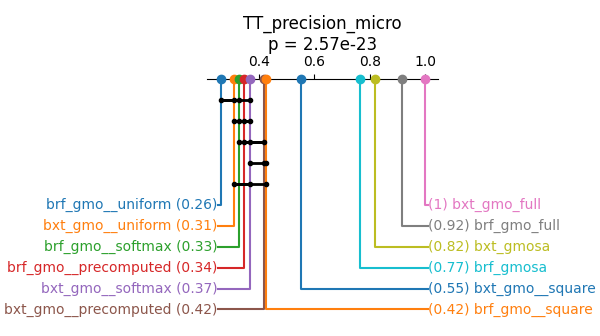 TT_precision_micro
p = 2.57e-23
0.4 0.6 0.8 1.0
brf_gmo__uniform (0.26) (1) bxt_gmo_full
bxt_gmo__uniform (0.31) (0.92) brf_gmo_full
brf_gmo__softmax (0.33) (0.82) bxt_gmosa
brf_gmo__precomputed (0.34) (0.77) brf_gmosa
bxt_gmo__softmax (0.37) (0.55) bxt_gmo__square
bxt_gmo__precomputed (0.42) (0.42) brf_gmo__square